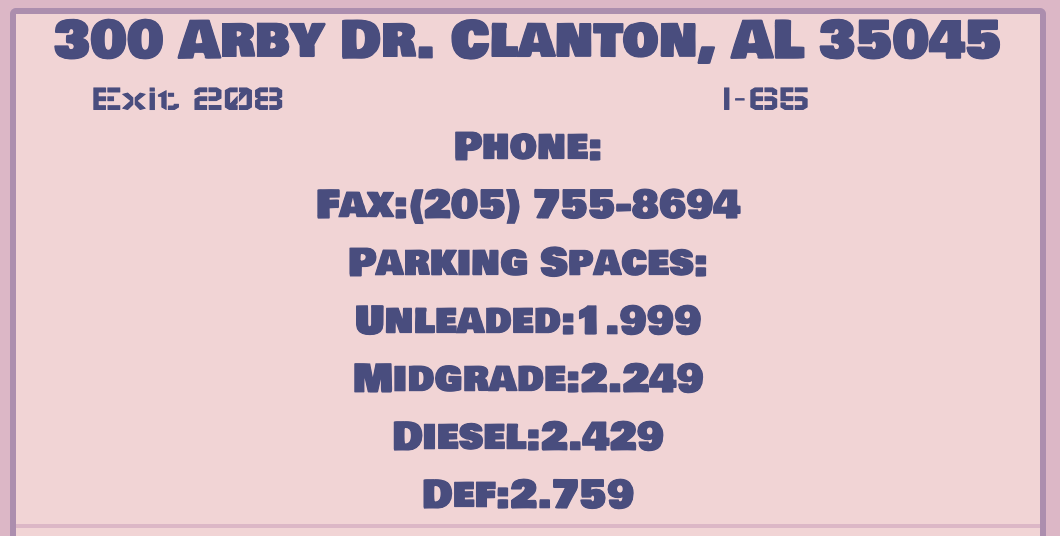 300 Arby Dr. Clanton, AL 35045
Exit 208 I-65
Phone:
Fax:(205) 755-8694
Parking Spaces:
Unleaded:1.999
Midgrade:2.249
Diesel:2.429
Def:2.759